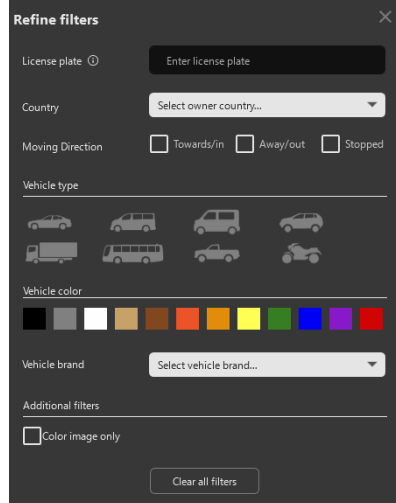 Refine filters
License plate
Enter license plate
Country
Select owner country...
Moving Direction
Towards/in
Away/out
Stopped
Vehicle type
Vehicle color
Vehicle brand
Select vehicle brand...
Additional filters
Color image only
Clear all filters